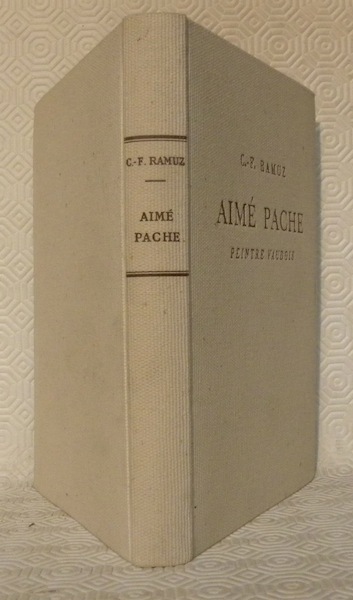 C.-F. RAMUZ
AIMÉ
PACHE
C.-F. RAMUZ
AIMÉ PACHE
PEINTRE VAUDOIS